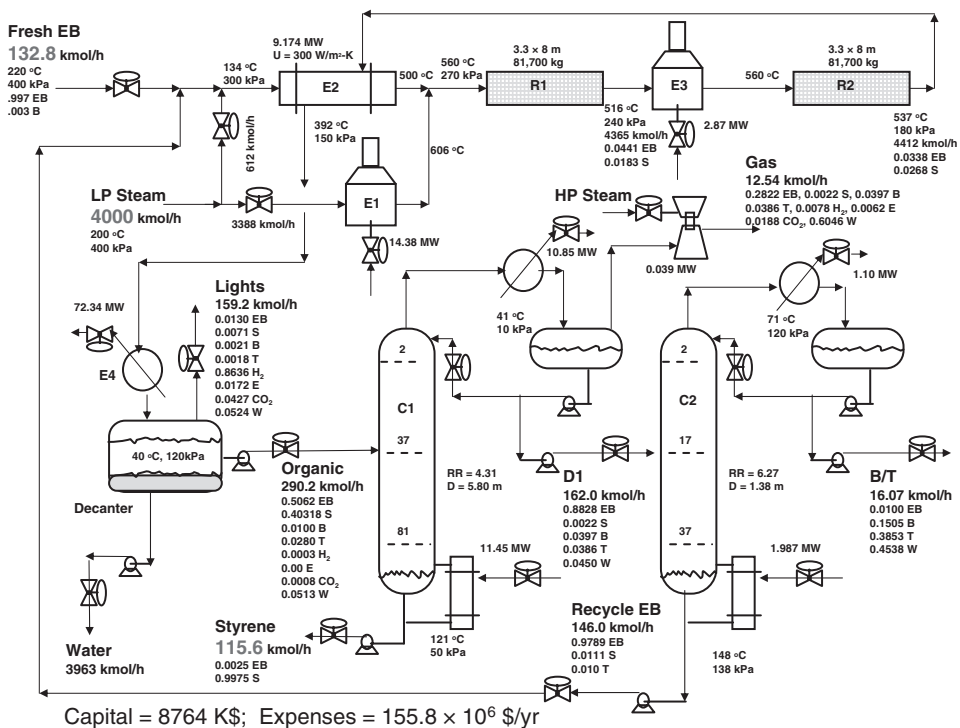 Fresh EB
132.8 kmol/h
220 °C
400 kPa
.997 EB
.003 B
134 °C
300 kPa
9.174 MW
U = 300 W/m²-K
E2
500 °C
560 °C
270 kPa
3.3 × 8 m
81,700 kg
R1
E3
560 °C
3.3 × 8 m
81,700 kg
R2
516 °C
240 kPa
4365 kmol/h
0.0441 EB
0.0183 S
2.87 MW
537 °C
180 kPa
4412 kmol/h
0.0338 EB
0.0268 S
612 kmol/h
392 °C
150 kPa
606 °C
LP Steam
4000 kmol/h
200 °C
400 kPa
3388 kmol/h
E1
14.38 MW
HP Steam
0.039 MW
Gas
12.54 kmol/h
0.2822 EB, 0.0022 S, 0.0397 B
0.0386 T, 0.0078 H₂, 0.0062 E
0.0188 CO₂, 0.6046 W
10.85 MW
41 °C
10 kPa
1.10 MW
71 °C
120 kPa
72.34 MW
E4
Lights
159.2 kmol/h
0.0130 EB
0.0071 S
0.0021 B
0.0018 T
0.8636 H₂
0.0172 E
0.0427 CO₂
0.0524 W
40 °C, 120kPa
Decanter
Organic
290.2 kmol/h
0.5062 EB
0.40318 S
0.0100 B
0.0280 T
0.0003 H₂
0.00 E
0.0008 CO₂
0.0513 W
2
C1
37
81
RR = 4.31
D = 5.80 m
11.45 MW
121 °C
50 kPa
D1
162.0 kmol/h
0.8828 EB
0.0022 S
0.0397 B
0.0386 T
0.0450 W
2
C2
17
37
RR = 6.27
D = 1.38 m
1.987 MW
148 °C
138 kPa
B/T
16.07 kmol/h
0.0100 EB
0.1505 B
0.3853 T
0.4538 W
Water
3963 kmol/h
Styrene
115.6 kmol/h
0.0025 EB
0.9975 S
Recycle EB
146.0 kmol/h
0.9789 EB
0.0111 S
0.010 T
Capital = 8764 K$; Expenses = 155.8 × 10⁶ $/yr